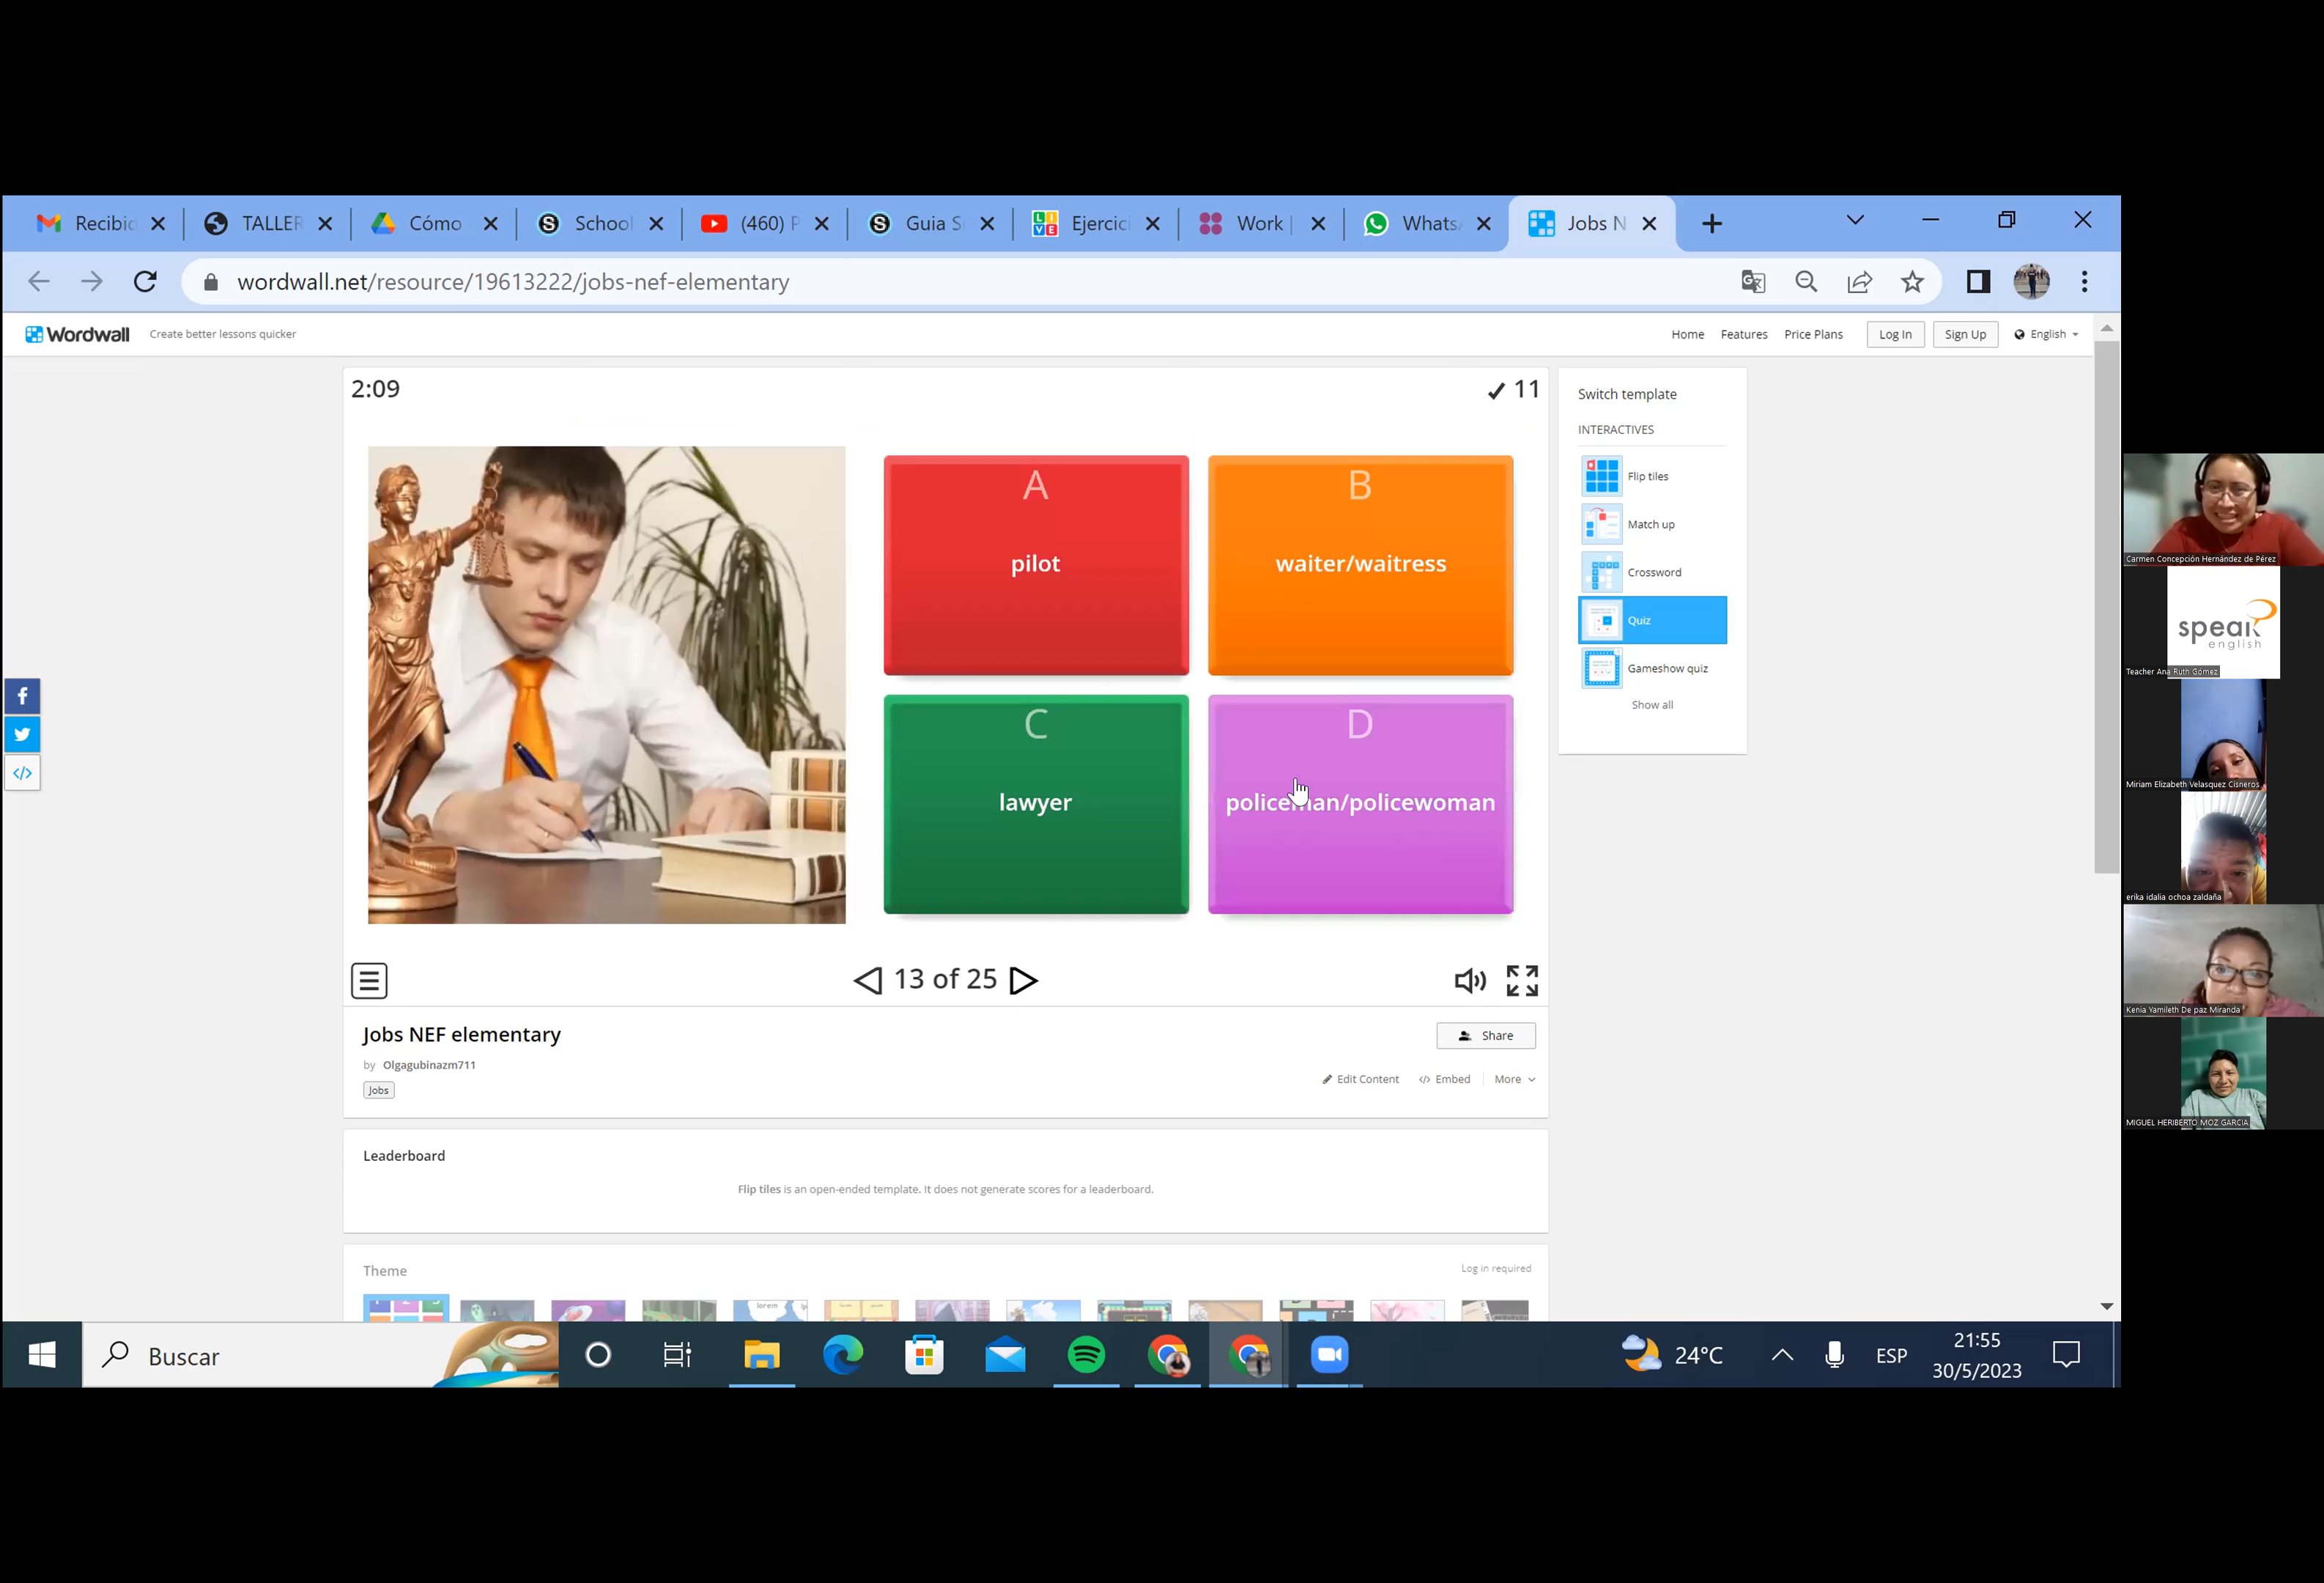 Recibid
TALLER
Cómo
School
(460) P
Guia S
Ejercic
Work |
Whats
Jobs N
wordwall.net/resource/19613222/jobs-nef-elementary
Wordwall
Create better lessons quicker
Home
Features
Price Plans
Log In
Sign Up
English
2:09
11
A
pilot
B
waiter/waitress
C
lawyer
D
policeman/policewoman
13 of 25
Switch template
INTERACTIVES
Flip tiles
Match up
Crossword
Quiz
Gameshow quiz
Show all
Jobs NEF elementary
by Olgagubinazm711
Jobs
Share
Edit Content
Embed
More
Leaderboard
Flip tiles is an open-ended template. It does not generate scores for a leaderboard.
Theme
Log in required
Carmen Concepción Hernández de Pérez
speak
english
Teacher Ana Ruth Gómez
Miriam Elizabeth Velasquez Cisneros
erika idalia ochoa zaldaña
Kenia Yamileth De paz Miranda
MIGUEL HERIBERTO MOZ GARCIA
Buscar
24°C
ESP
21:55
30/5/2023